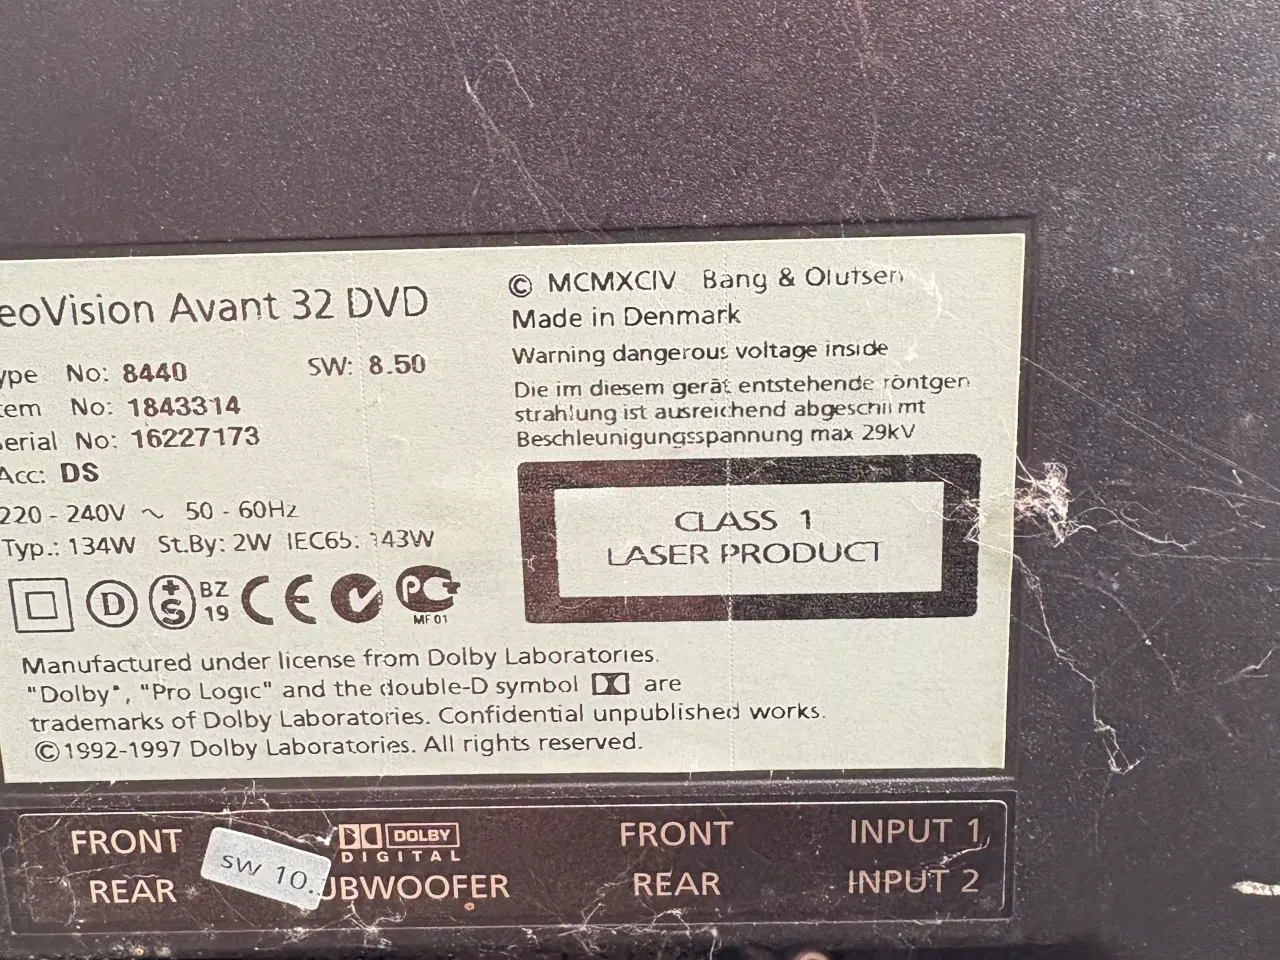 eoVision Avant 32 DVD
ype No: 8440 SW: 8.50
tem No: 1843314
erial No: 16227173
Acc: DS
220 - 240V ~ 50 - 60Hz
Typ.: 134W St.By: 2W IEC65: 143W
D +S BZ 19 CE PCT MF 01
© MCMXCIV Bang & Olufsen
Made in Denmark
Warning dangerous voltage inside
Die im diesem gerät entstehende röntgen
strahlung ist ausreichend abgeschirmt
Beschleunigungsspannung max 29kV
CLASS 1
LASER PRODUCT
Manufactured under license from Dolby Laboratories.
"Dolby", "Pro Logic" and the double-D symbol are
trademarks of Dolby Laboratories. Confidential unpublished works.
© 1992-1997 Dolby Laboratories. All rights reserved.
FRONT DOLBY FRONT INPUT 1
DIGITAL
REAR SW 10. UBWOOFER REAR INPUT 2